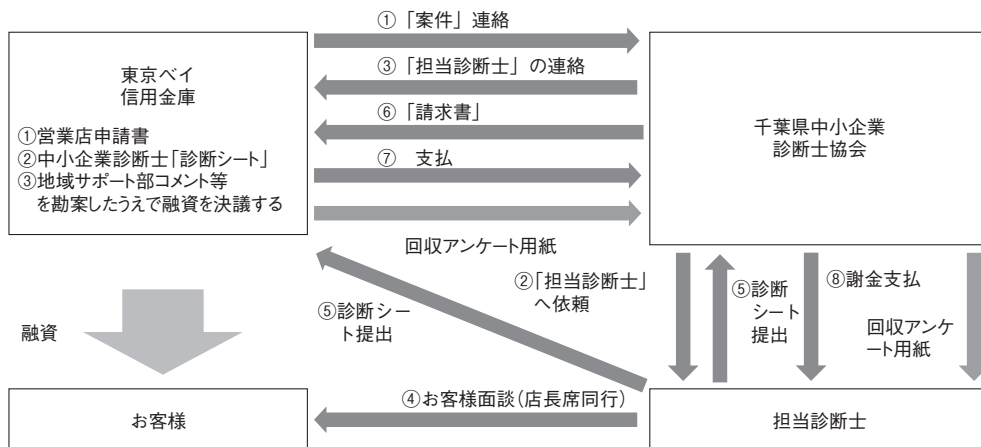 ①「案件」連絡
東京ベイ
信用金庫
①営業店申請書
②中小企業診断士「診断シート」
③地域サポート部コメント等
を勘案したうえで融資を決議する
③「担当診断士」の連絡
⑥「請求書」
⑦ 支払
千葉県中小企業
診断士協会
回収アンケート用紙
②「担当診断士」
へ依頼
⑤診断シー
ト提出
⑤診断
シート
提出
⑧謝金支払
回収アンケ
ート用紙
融資
お客様
④お客様面談(店長席同行)
担当診断士